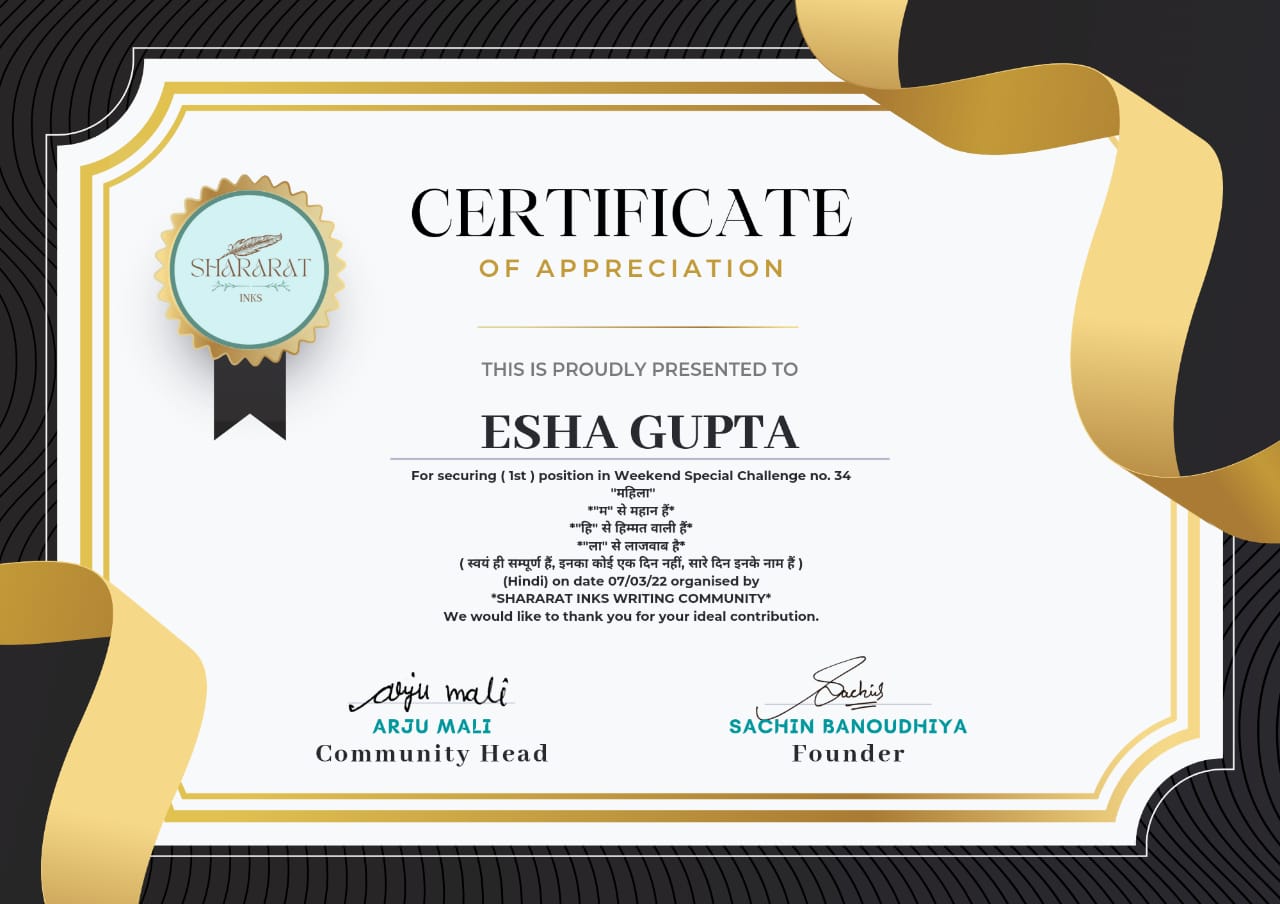 SHARARAT
INKS
CERTIFICATE
OF APPRECIATION
THIS IS PROUDLY PRESENTED TO
ESHA GUPTA
For securing ( 1st ) position in Weekend Special Challenge no. 34
"महिला"
*"म" से महान हैं*
*"हि" से हिम्मत वाली हैं*
*"ला" से लाजवाब है*
( स्वयं ही सम्पूर्ण हैं, इनका कोई एक दिन नहीं, सारे दिन इनके नाम हैं )
(Hindi) on date 07/03/22 organised by
*SHARARAT INKS WRITING COMMUNITY*
We would like to thank you for your ideal contribution.
arju mali
Sachin
ARJU MALI
SACHIN BANOUDHIYA
Community Head
Founder